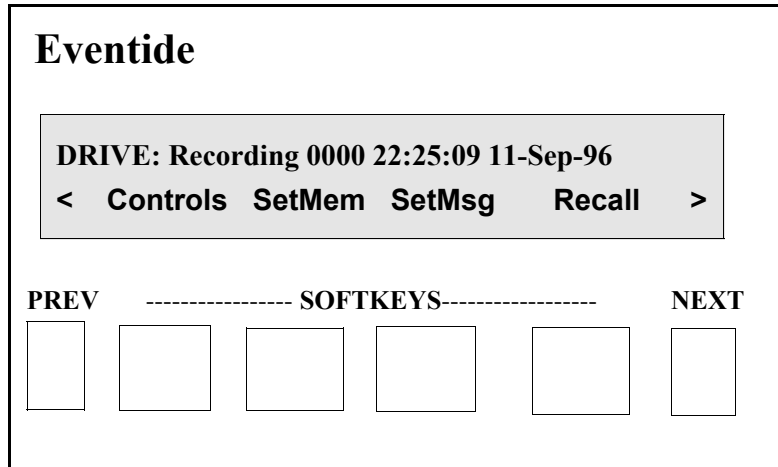 Eventide
DRIVE: Recording 0000 22:25:09 11-Sep-96
< Controls SetMem SetMsg Recall >
PREV ----------------- SOFTKEYS------------------ NEXT